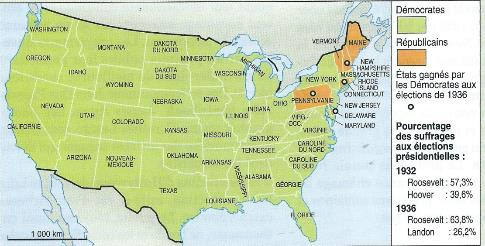 WASHINGTON
OREGON
MONTANA
DAKOTA
DU NORD
MINNESOTA
IDAHO
WYOMING
DAKOTA
DU SUD
WISCONSIN
MICHIGAN
NEVADA
UTAH
COLORADO
NEBRASKA
IOWA
ILLINOIS
INDIANA
OHIO
CALIFORNIE
KANSAS
MISSOURI
KENTUCKY
VIRG.
OCC.
VIRGINIE
ARIZONA
NOUVEAU-
MEXIQUE
OKLAHOMA
ARKANSAS
TENNESSEE
CAROLINE
DU NORD
CAROLINE
DU SUD
TEXAS
LOUISIANE
MISSISSIPPI
ALABAMA
GÉORGIE
FLORIDE
VERMONT
MAINE
NEW
HAMPSHIRE
MASSACHUSETTS
RHODE
ISLAND
CONNECTICUT
NEW YORK
PENNSYLVANIE
NEW JERSEY
DELAWARE
MARYLAND
1 000 km
Démocrates
Républicains
États gagnés par
les Démocrates aux
élections de 1936
Pourcentage
des suffrages
aux élections
présidentielles :
1932
Roosevelt : 57,3%
Hoover : 39,6%
1936
Roosevelt : 63,8%
Landon : 26,2%